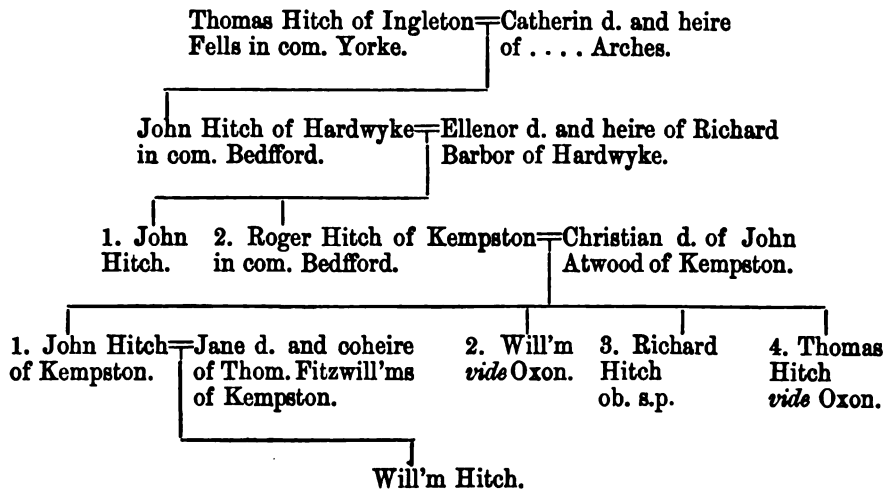 Thomas Hitch of Ingleton=Catherin d. and heire
Fells in com. Yorke. of . . . . Arches.
John Hitch of Hardwyke=Ellenor d. and heire of Richard
in com. Bedfford. Barbor of Hardwyke.
1. John 2. Roger Hitch of Kempston=Christian d. of John
Hitch. in com. Bedfford. Atwood of Kempston.
1. John Hitch=Jane d. and coheire 2. Will'm 3. Richard 4. Thomas
of Kempston. of Thom. Fitzwill'ms vide Oxon. Hitch Hitch
of Kempston. ob. s.p. vide Oxon.
Will'm Hitch.